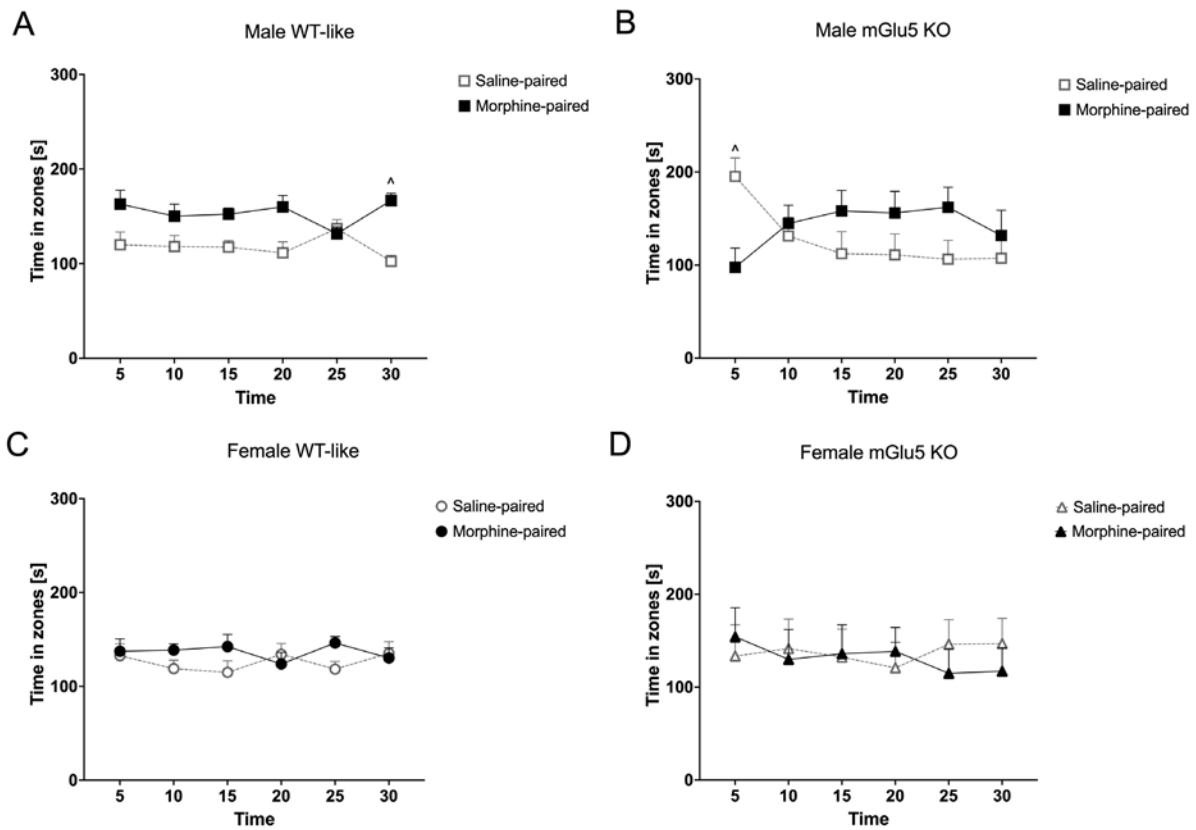 A
Male WT-like
Saline-paired
Morphine-paired
Time in zones [s]
300
200
100
0
^
5 10 15 20 25 30
Time
B
Male mGlu5 KO
Saline-paired
Morphine-paired
Time in zones [s]
300
200
100
0
^
5 10 15 20 25 30
Time
C
Female WT-like
Saline-paired
Morphine-paired
Time in zones [s]
300
200
100
0
5 10 15 20 25 30
Time
D
Female mGlu5 KO
Saline-paired
Morphine-paired
Time in zones [s]
300
200
100
0
5 10 15 20 25 30
Time